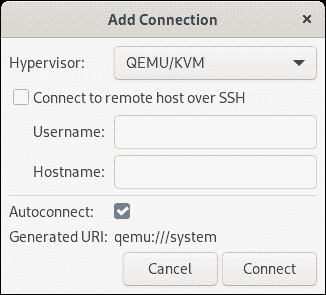 Add Connection
Hypervisor: QEMU/KVM
Connect to remote host over SSH
Username:
Hostname:
Autoconnect:
Generated URI: qemu:///system
Cancel Connect